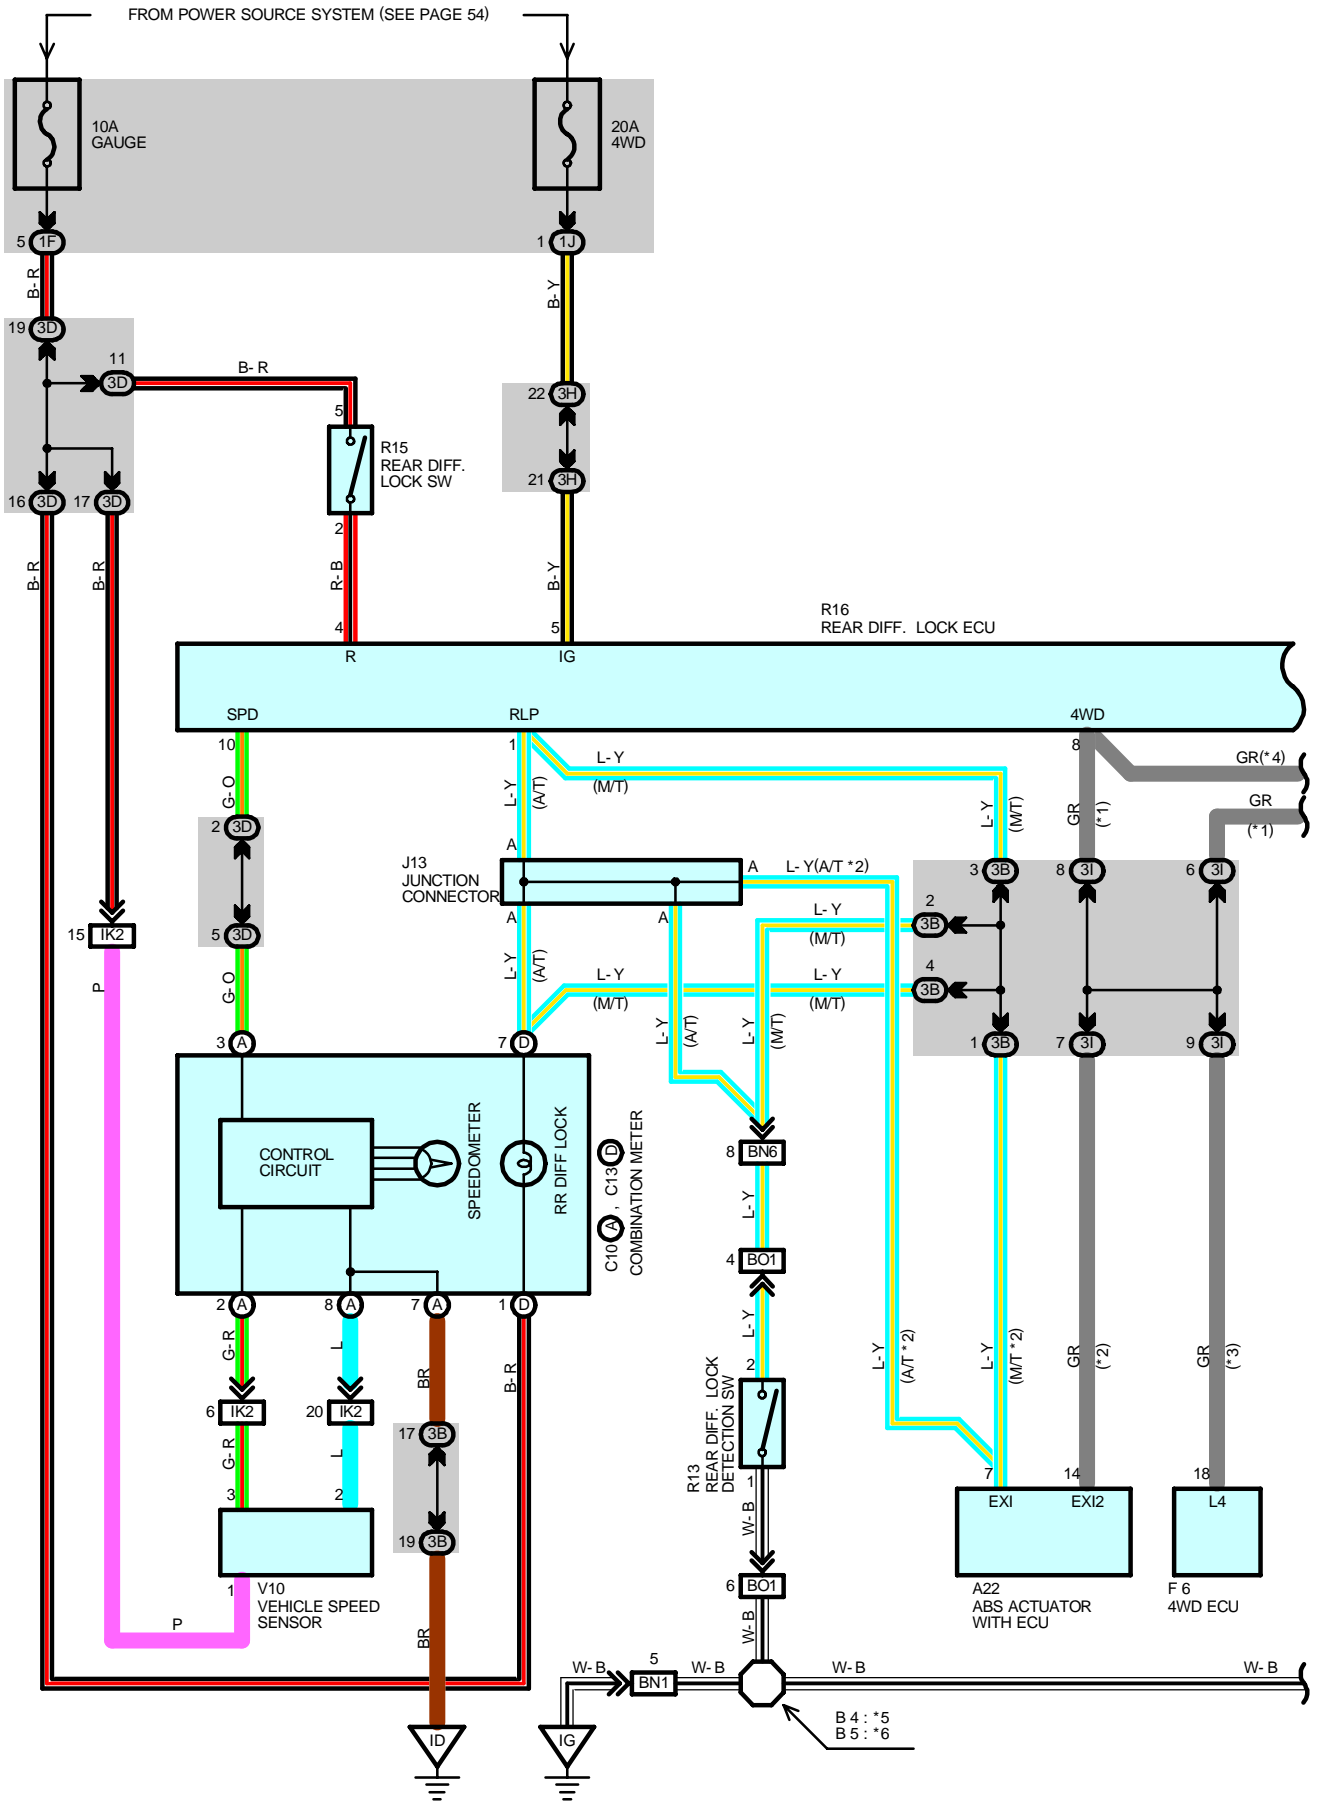 FROM POWER SOURCE SYSTEM (SEE PAGE 54)
10A
GAUGE
20A
4WD
5 1F
1 1J
B-R
B-Y
19 3D
11
3D
B-R
22 3H
5
R15
REAR DIFF.
LOCK SW
21 3H
16 3D
17 3D
2
B-R
B-R
R-B
B-Y
4
5
R16
REAR DIFF. LOCK ECU
R
IG
SPD
RLP
4WD
10
1
8
L-Y
(M/T)
GR(*4)
G-O
L-Y
(A/T)
L-Y
(M/T)
GR
(*1)
GR
(*1)
2 3D
A
J13
JUNCTION
CONNECTOR
A
L-Y(A/T *2)
3 3B
8 3I
6 3I
A
A
L-Y
(M/T)
2
3B
15 IK2
5 3D
P
G-O
L-Y
(A/T)
L-Y
(M/T)
L-Y
(M/T)
4
3B
L-Y
(A/T)
L-Y
(M/T)
3 A
7 D
1 3B
7 3I
9 3I
CONTROL
CIRCUIT
SPEEDOMETER
RR DIFF LOCK
C10 A , C13 D
COMBINATION METER
8 BN6
L-Y
4 BO1
2 A
8 A
7 A
1 D
G-R
L
BR
B-R
L-Y
L-Y
(A/T *2)
L-Y
(M/T *2)
GR
(*2)
GR
(*3)
2
6 IK2
20 IK2
17 3B
R13
REAR DIFF. LOCK
DETECTION SW
G-R
L
3
2
1
7
14
18
EXI
EXI2
L4
W-B
19 3B
1
V10
VEHICLE SPEED
SENSOR
6 BO1
A22
ABS ACTUATOR
WITH ECU
F 6
4WD ECU
P
BR
W-B
W-B
5
BN1
W-B
W-B
W-B
B 4 : *5
B 5 : *6
ID
IG